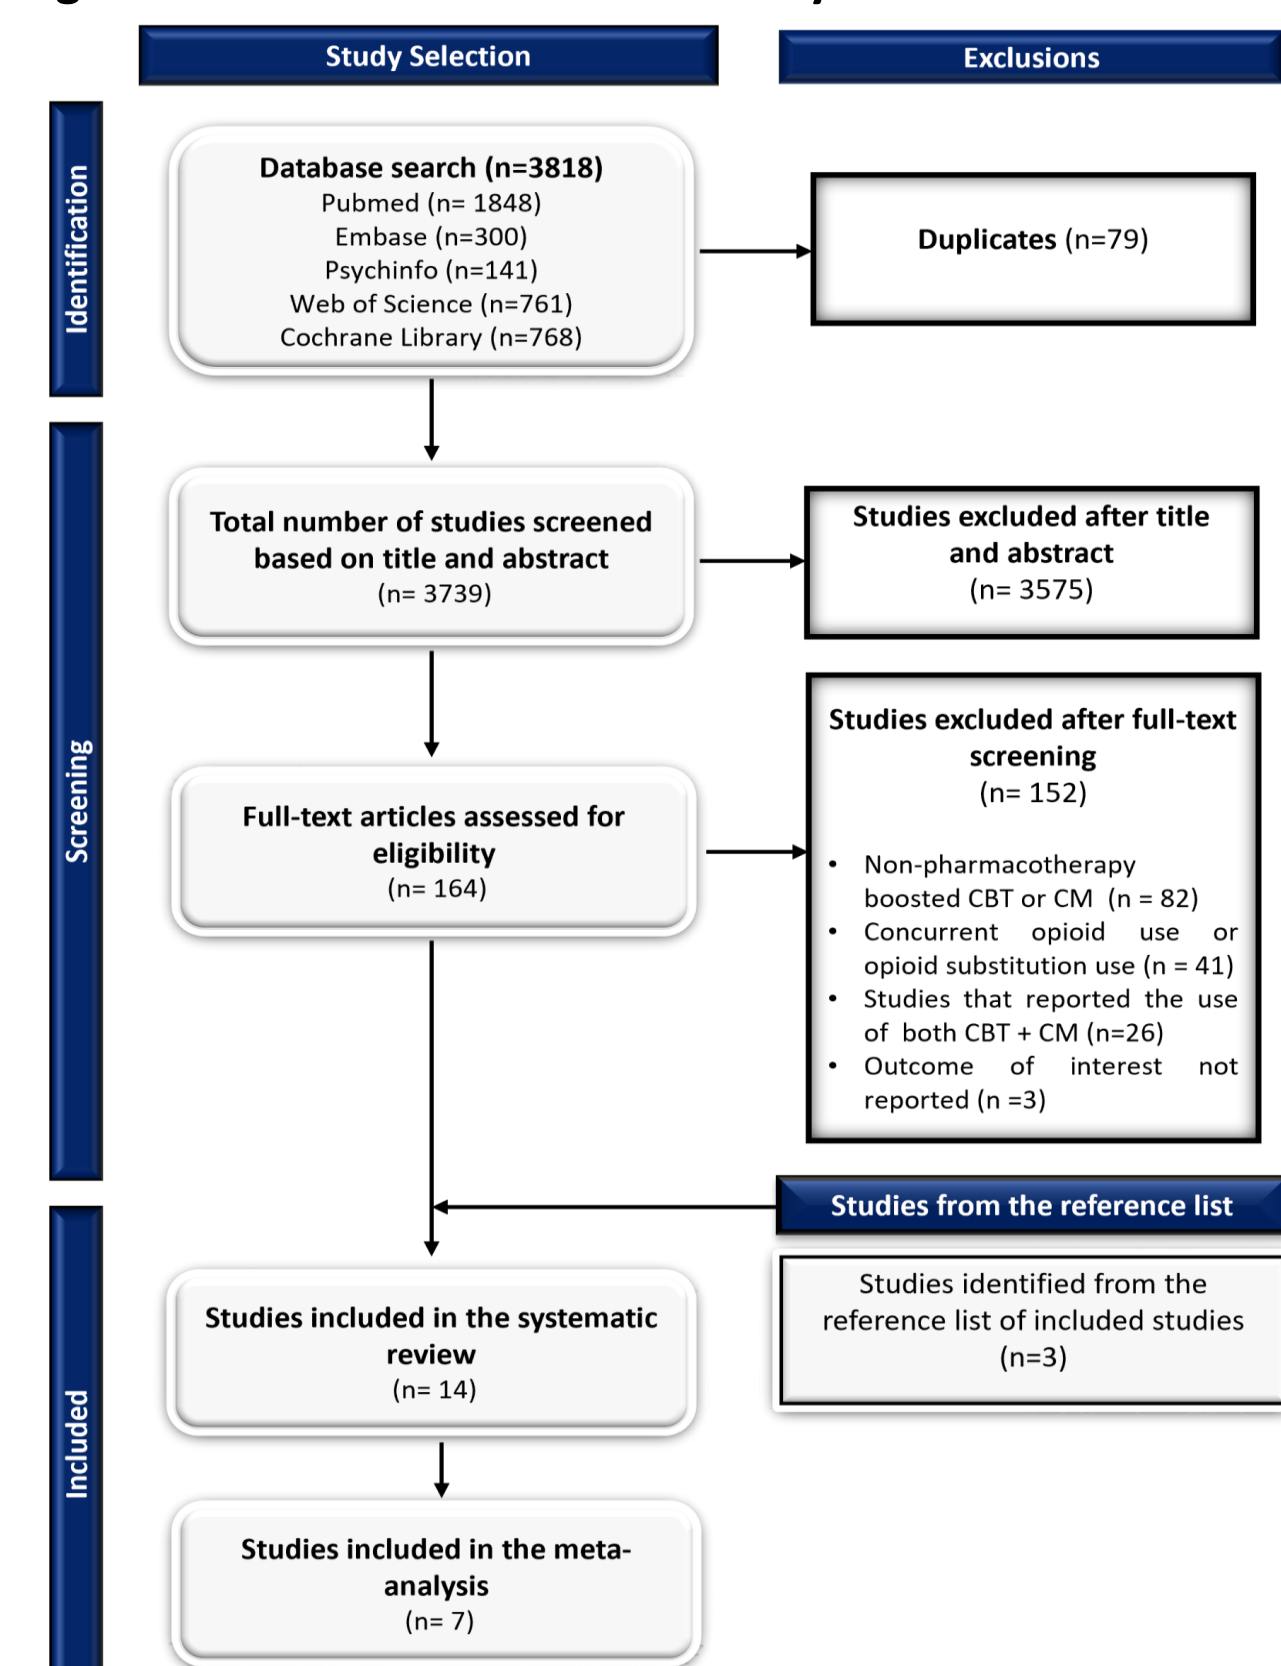 Study Selection
Exclusions
Identification
Database search (n=3818)
Pubmed (n= 1848)
Embase (n=300)
Psychinfo (n=141)
Web of Science (n=761)
Cochrane Library (n=768)
Duplicates (n=79)
Screening
Total number of studies screened
based on title and abstract
(n= 3739)
Studies excluded after title
and abstract
(n= 3575)
Full-text articles assessed for
eligibility
(n= 164)
Studies excluded after full-text
screening
(n= 152)
• Non-pharmacotherapy
boosted CBT or CM (n = 82)
• Concurrent opioid use or
opioid substitution use (n = 41)
• Studies that reported the use
of both CBT + CM (n=26)
• Outcome of interest not
reported (n =3)
Studies from the reference list
Studies identified from the
reference list of included studies
(n=3)
Included
Studies included in the systematic
review
(n= 14)
Studies included in the meta-
analysis
(n= 7)